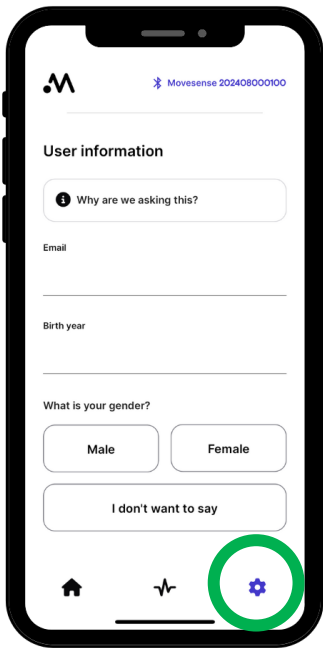 Movesense 202408000100
User information
Why are we asking this?
Email
Birth year
What is your gender?
Male
Female
I don't want to say